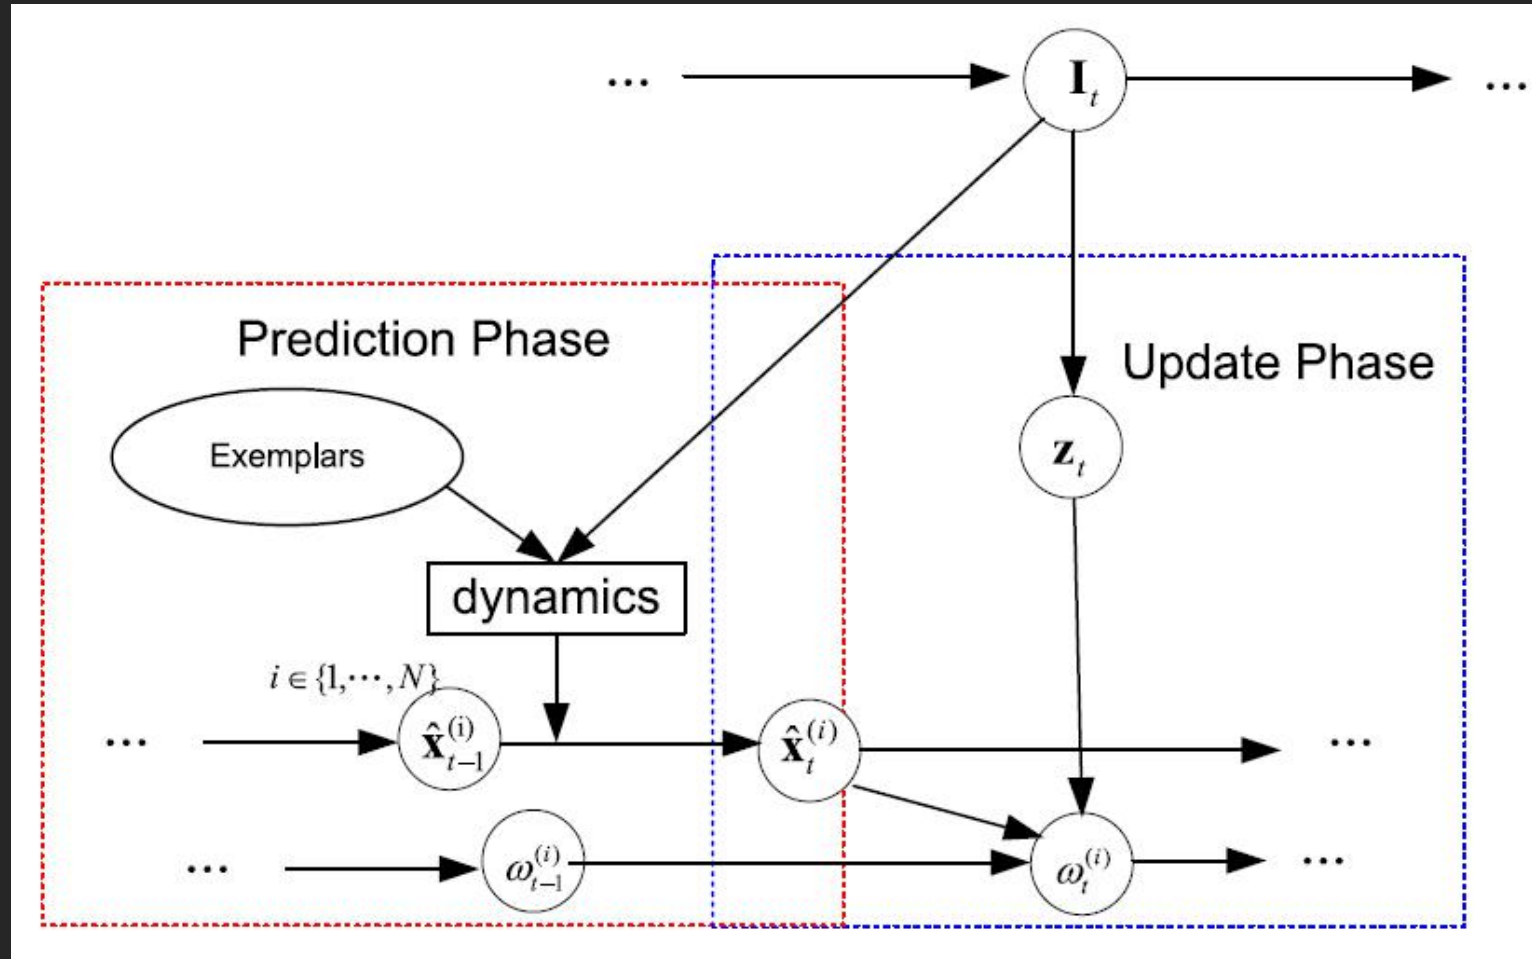 ... I_t ...
Prediction Phase
Update Phase
Exemplars
z_t
dynamics
i ∈ {1,⋯,N}
... x̂_{t−1}^{(i)} x̂_t^{(i)} ...
... ω_{t−1}^{(i)} ω_t^{(i)} ...